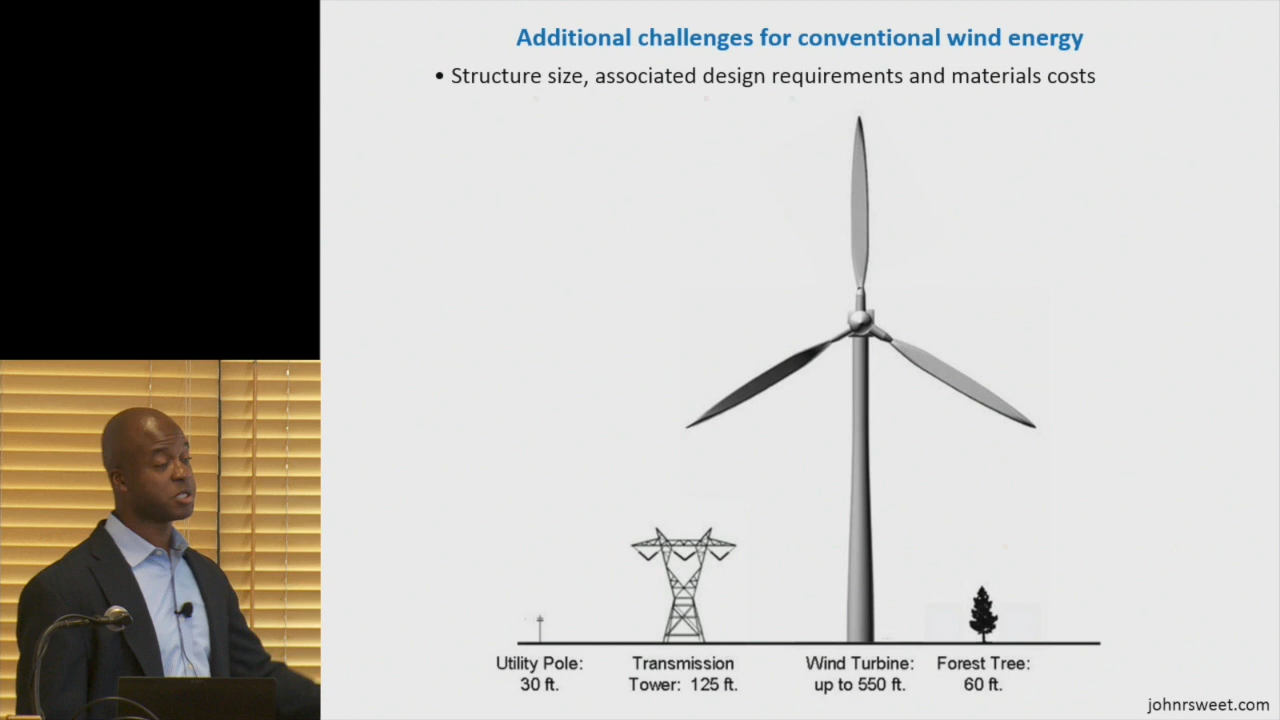 Additional challenges for conventional wind energy
• Structure size, associated design requirements and materials costs
Utility Pole:
30 ft.
Transmission
Tower: 125 ft.
Wind Turbine:
up to 550 ft.
Forest Tree:
60 ft.
johnrsweet.com